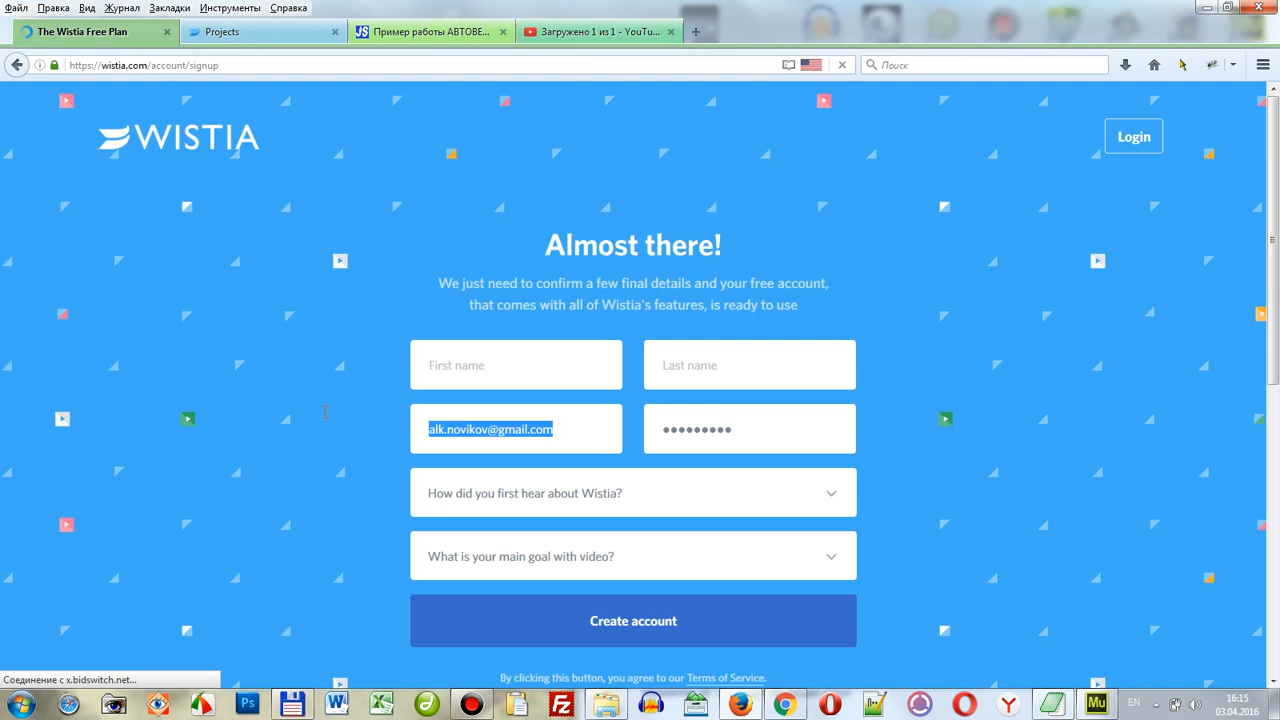 Файл Правка Вид Журнал Закладки Инструменты Справка
The Wistia Free Plan × Projects × JS Пример работы АВТОВЕ... × Загружено 1 из 1 - YouTu... × +
https://wistia.com/account/signup Поиск
WISTIA
Login
Almost there!
We just need to confirm a few final details and your free account,
that comes with all of Wistia's features, is ready to use
First name Last name
alk.novikov@gmail.com •••••••••
How did you first hear about Wistia?
What is your main goal with video?
Create account
By clicking this button, you agree to our Terms of Service.
Соединение с x.bidswitch.net...
Ps Mu EN 16:15
03.04.2016